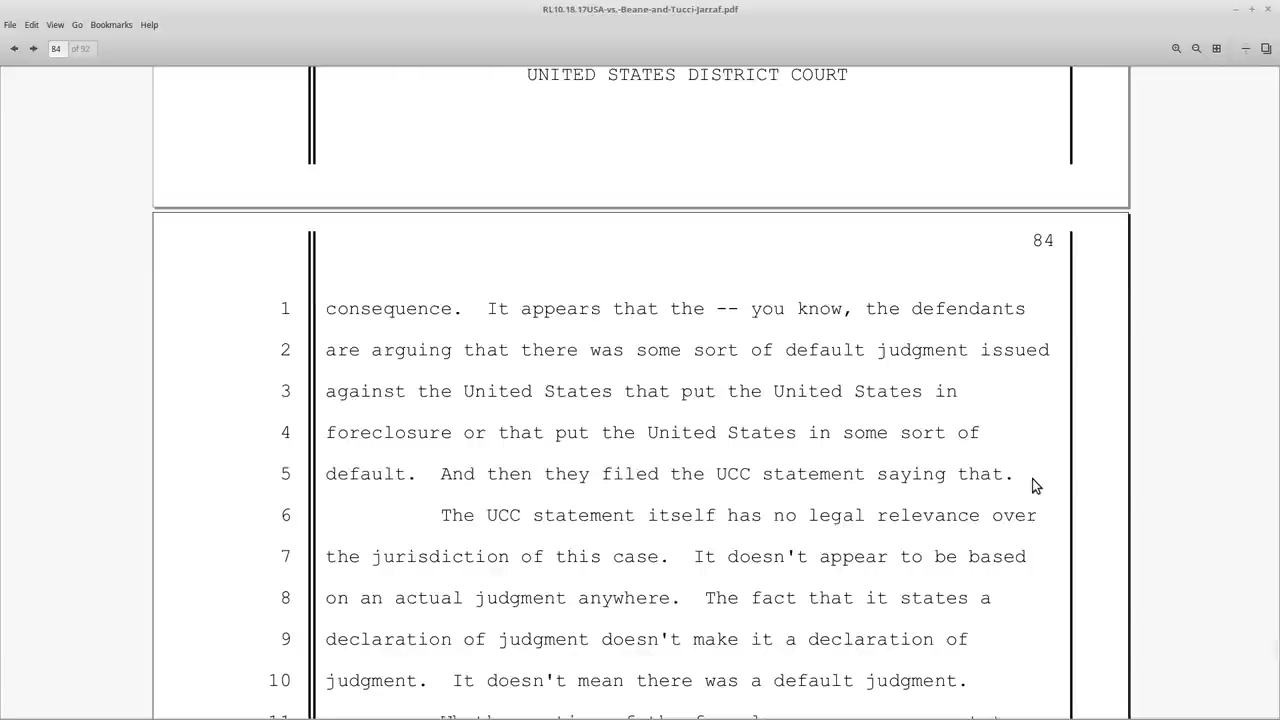 RL10.18.17USA-vs.-Beane-and-Tucci-Jarraf.pdf
File Edit View Go Bookmarks Help
84 of 92
UNITED STATES DISTRICT COURT
84
1 consequence. It appears that the -- you know, the defendants
2 are arguing that there was some sort of default judgment issued
3 against the United States that put the United States in
4 foreclosure or that put the United States in some sort of
5 default. And then they filed the UCC statement saying that.
6 The UCC statement itself has no legal relevance over
7 the jurisdiction of this case. It doesn't appear to be based
8 on an actual judgment anywhere. The fact that it states a
9 declaration of judgment doesn't make it a declaration of
10 judgment. It doesn't mean there was a default judgment.